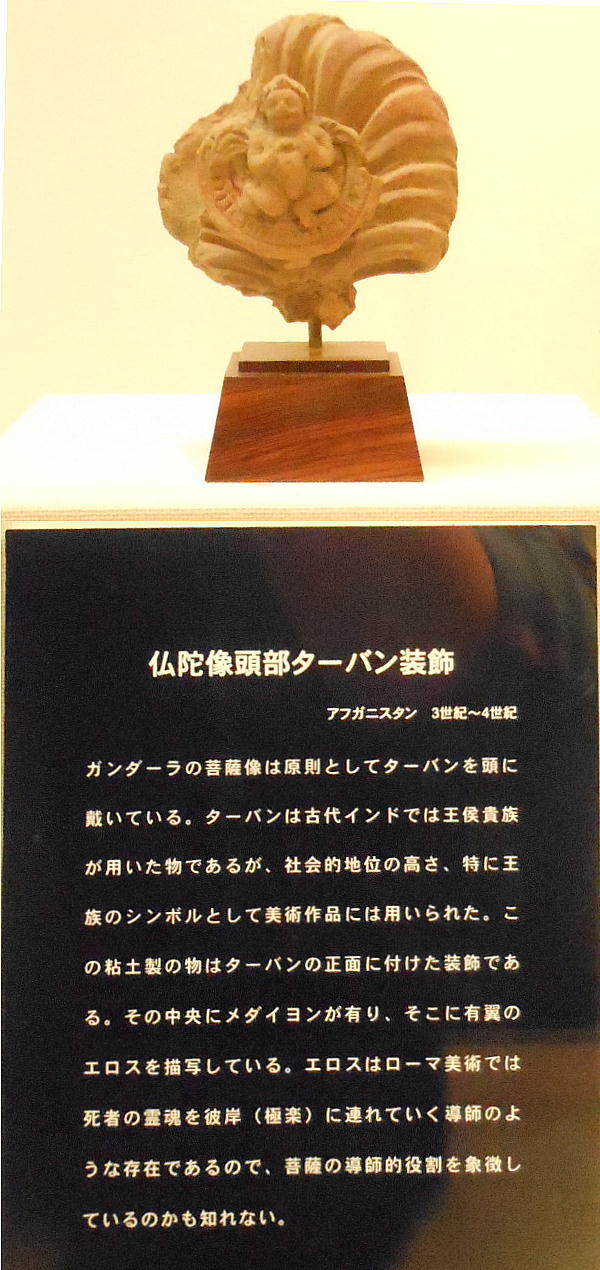 仏陀像頭部ターバン装飾
アフガニスタン　3世紀～4世紀
ガンダーラの菩薩像は原則としてターバンを頭に
戴いている。ターバンは古代インドでは王侯貴族
が用いた物であるが、社会的地位の高さ、特に王
族のシンボルとして美術作品には用いられた。こ
の粘土製の物はターバンの正面に付けた装飾であ
る。その中央にメダイヨンが有り、そこに有翼の
エロスを描写している。エロスはローマ美術では
死者の霊魂を彼岸（極楽）に連れていく導師のよ
うな存在であるので、菩薩の導師的役割を象徴し
ているのかも知れない。